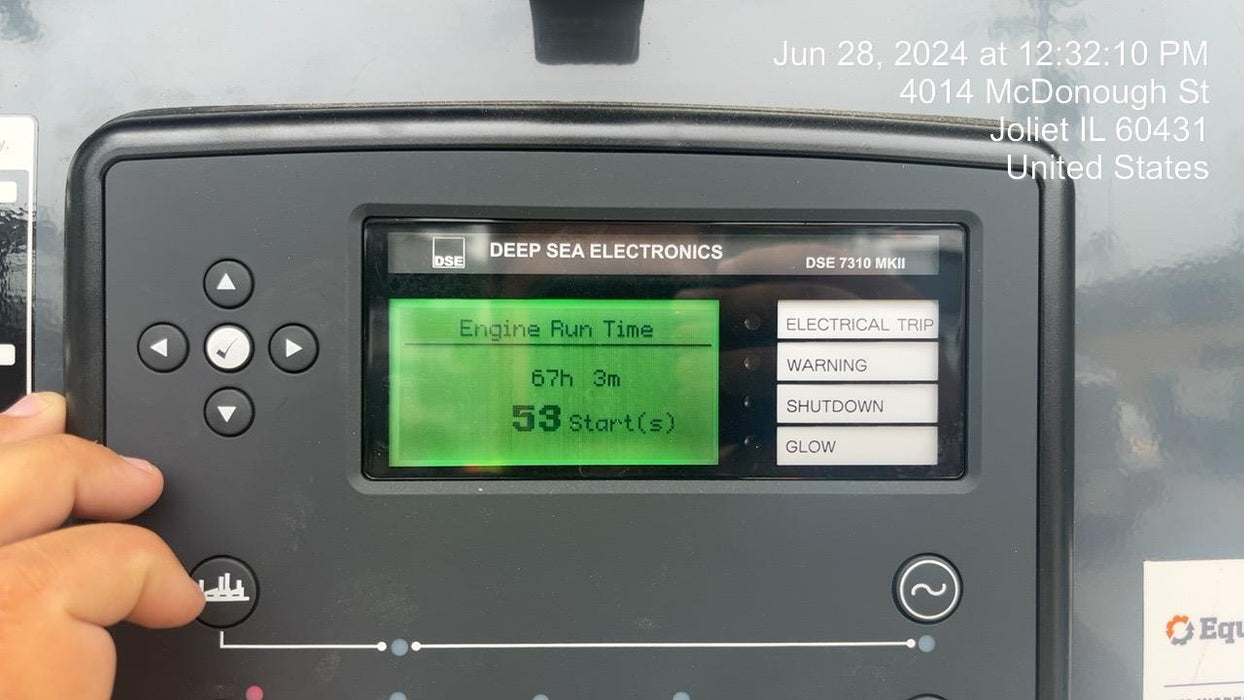 Jun 28, 2024 at 12:32:10 PM
4014 McDonough St
Joliet IL 60431
United States
DSE
DEEP SEA ELECTRONICS
DSE 7310 MKII
Engine Run Time
67h 3m
53 Start(s)
ELECTRICAL TRIP
WARNING
SHUTDOWN
GLOW